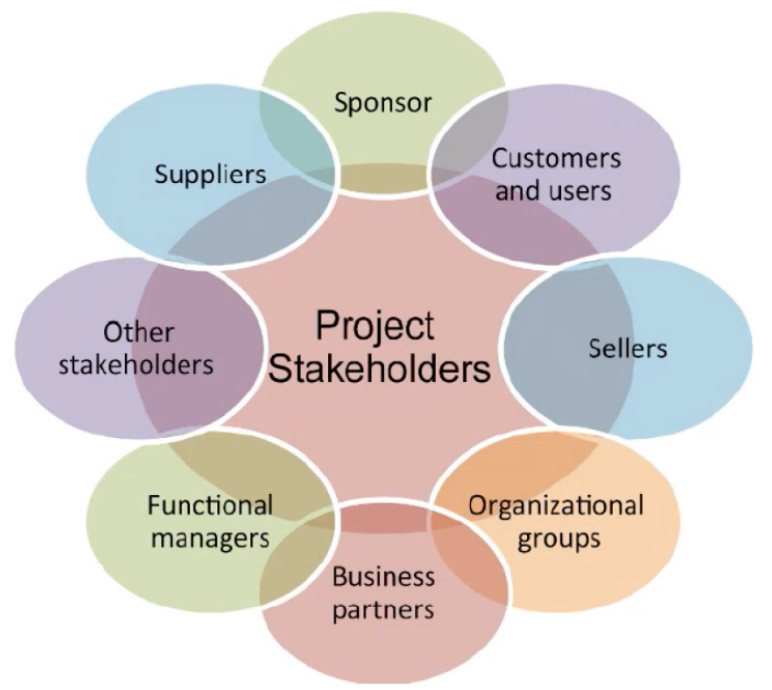 Sponsor
Suppliers
Customers
and users
Other
stakeholders
Project
Stakeholders
Sellers
Functional
managers
Organizational
groups
Business
partners